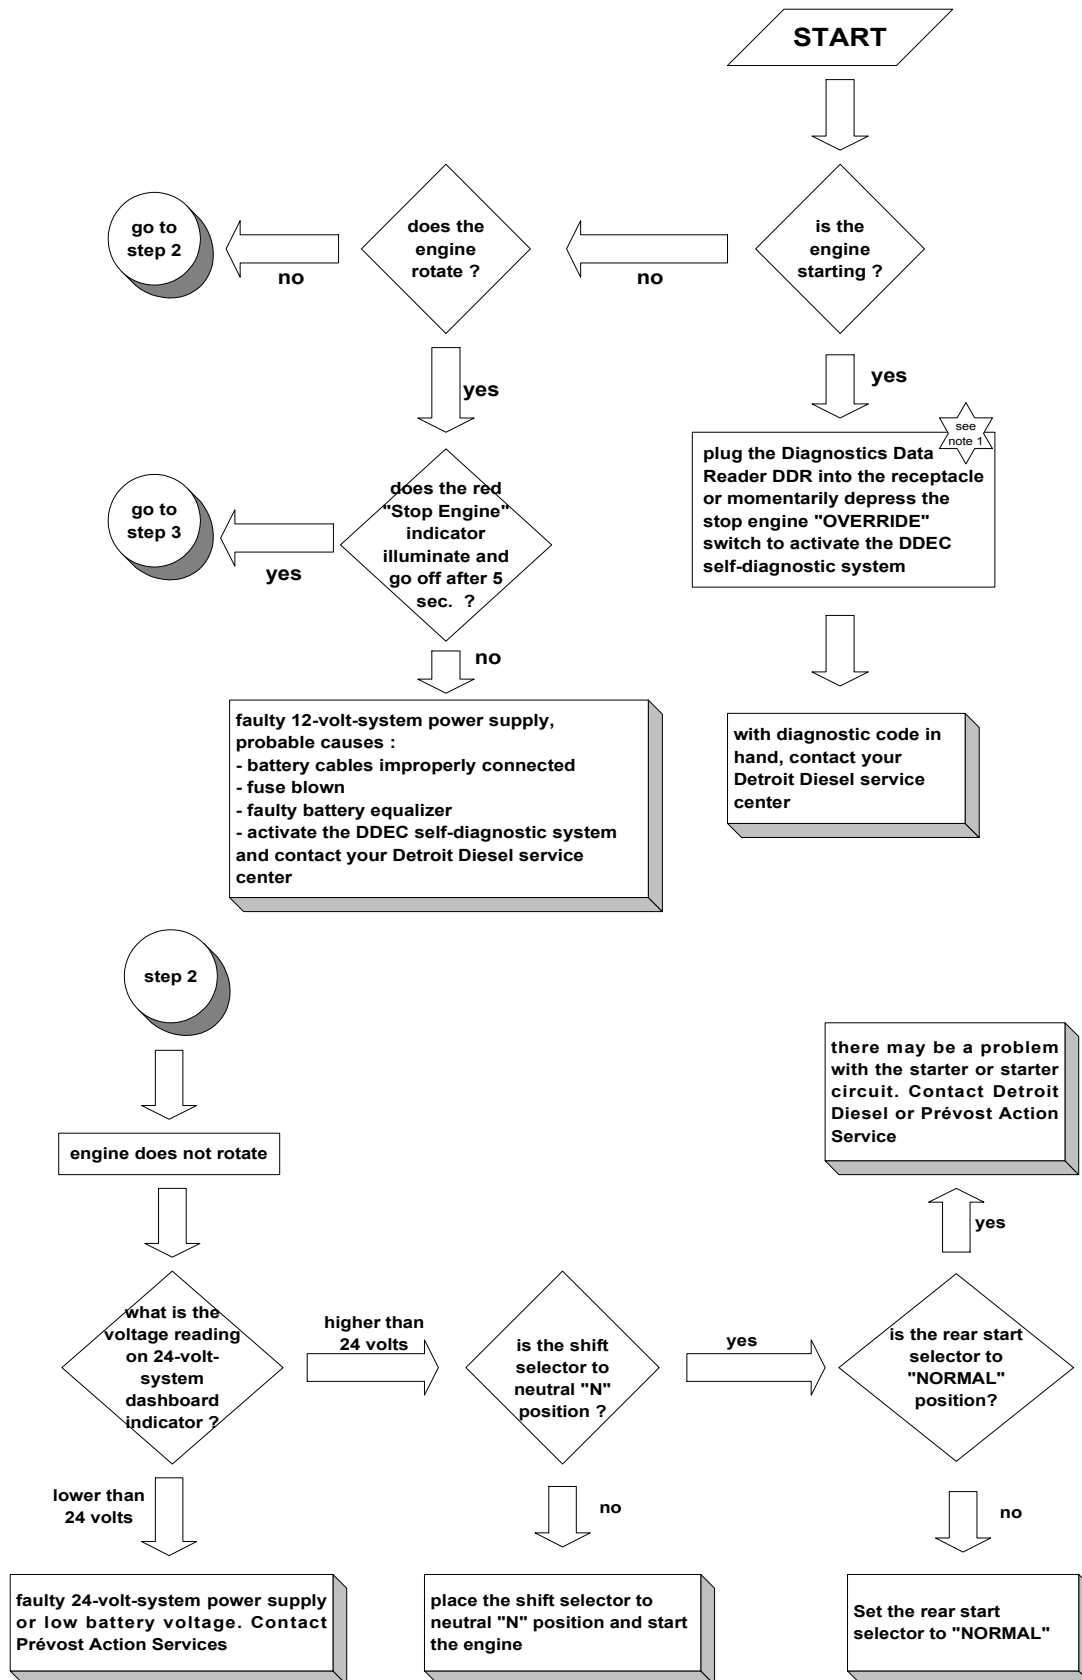 START
is the
engine
starting ?
no
does the
engine
rotate ?
no
go to
step 2
yes
yes
see
note 1
plug the Diagnostics Data
Reader DDR into the receptacle
or momentarily depress the
stop engine "OVERRIDE"
switch to activate the DDEC
self-diagnostic system
does the red
"Stop Engine"
indicator
illuminate and
go off after 5
sec. ?
yes
go to
step 3
no
faulty 12-volt-system power supply,
probable causes :
- battery cables improperly connected
- fuse blown
- faulty battery equalizer
- activate the DDEC self-diagnostic system
and contact your Detroit Diesel service
center
with diagnostic code in
hand, contact your
Detroit Diesel service
center
step 2
engine does not rotate
what is the
voltage reading
on 24-volt-
system
dashboard
indicator ?
higher than
24 volts
is the shift
selector to
neutral "N"
position ?
yes
is the rear start
selector to
"NORMAL"
position?
yes
there may be a problem
with the starter or starter
circuit. Contact Detroit
Diesel or Prévost Action
Service
lower than
24 volts
no
no
faulty 24-volt-system power supply
or low battery voltage. Contact
Prévost Action Services
place the shift selector to
neutral "N" position and start
the engine
Set the rear start
selector to "NORMAL"